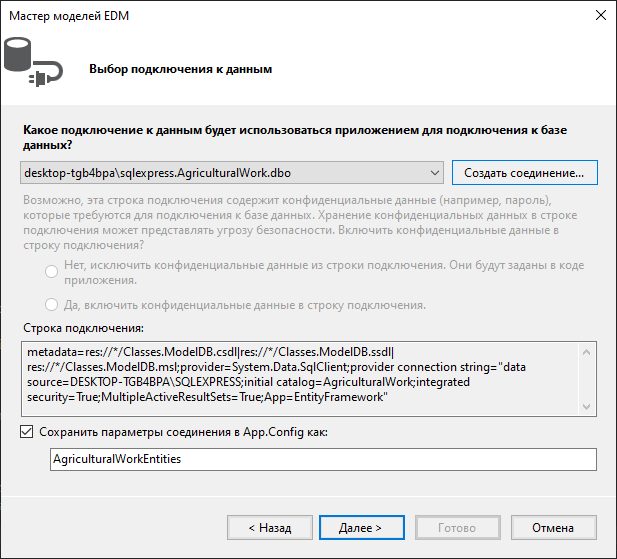 Мастер моделей EDM
Выбор подключения к данным
Какое подключение к данным будет использоваться приложением для подключения к базе
данных?
desktop-tgb4bpa\sqlexpress.AgriculturalWork.dbo
Создать соединение...
Возможно, эта строка подключения содержит конфиденциальные данные (например, пароль),
которые требуются для подключения к базе данных. Хранение конфиденциальных данных в строке
подключения может представлять угрозу безопасности. Включить конфиденциальные данные в
строку подключения?
Нет, исключить конфиденциальные данные из строки подключения. Они будут заданы в коде
приложения.
Да, включить конфиденциальные данные в строку подключения.
Строка подключения:
metadata=res://*/Classes.ModelDB.csdl|res://*/Classes.ModelDB.ssdl|
res://*/Classes.ModelDB.msl;provider=System.Data.SqlClient;provider connection string="data
source=DESKTOP-TGB4BPA\SQLEXPRESS;initial catalog=AgriculturalWork;integrated
security=True;MultipleActiveResultSets=True;App=EntityFramework"
Сохранить параметры соединения в App.Config как:
AgriculturalWorkEntities
< Назад
Далее >
Готово
Отмена